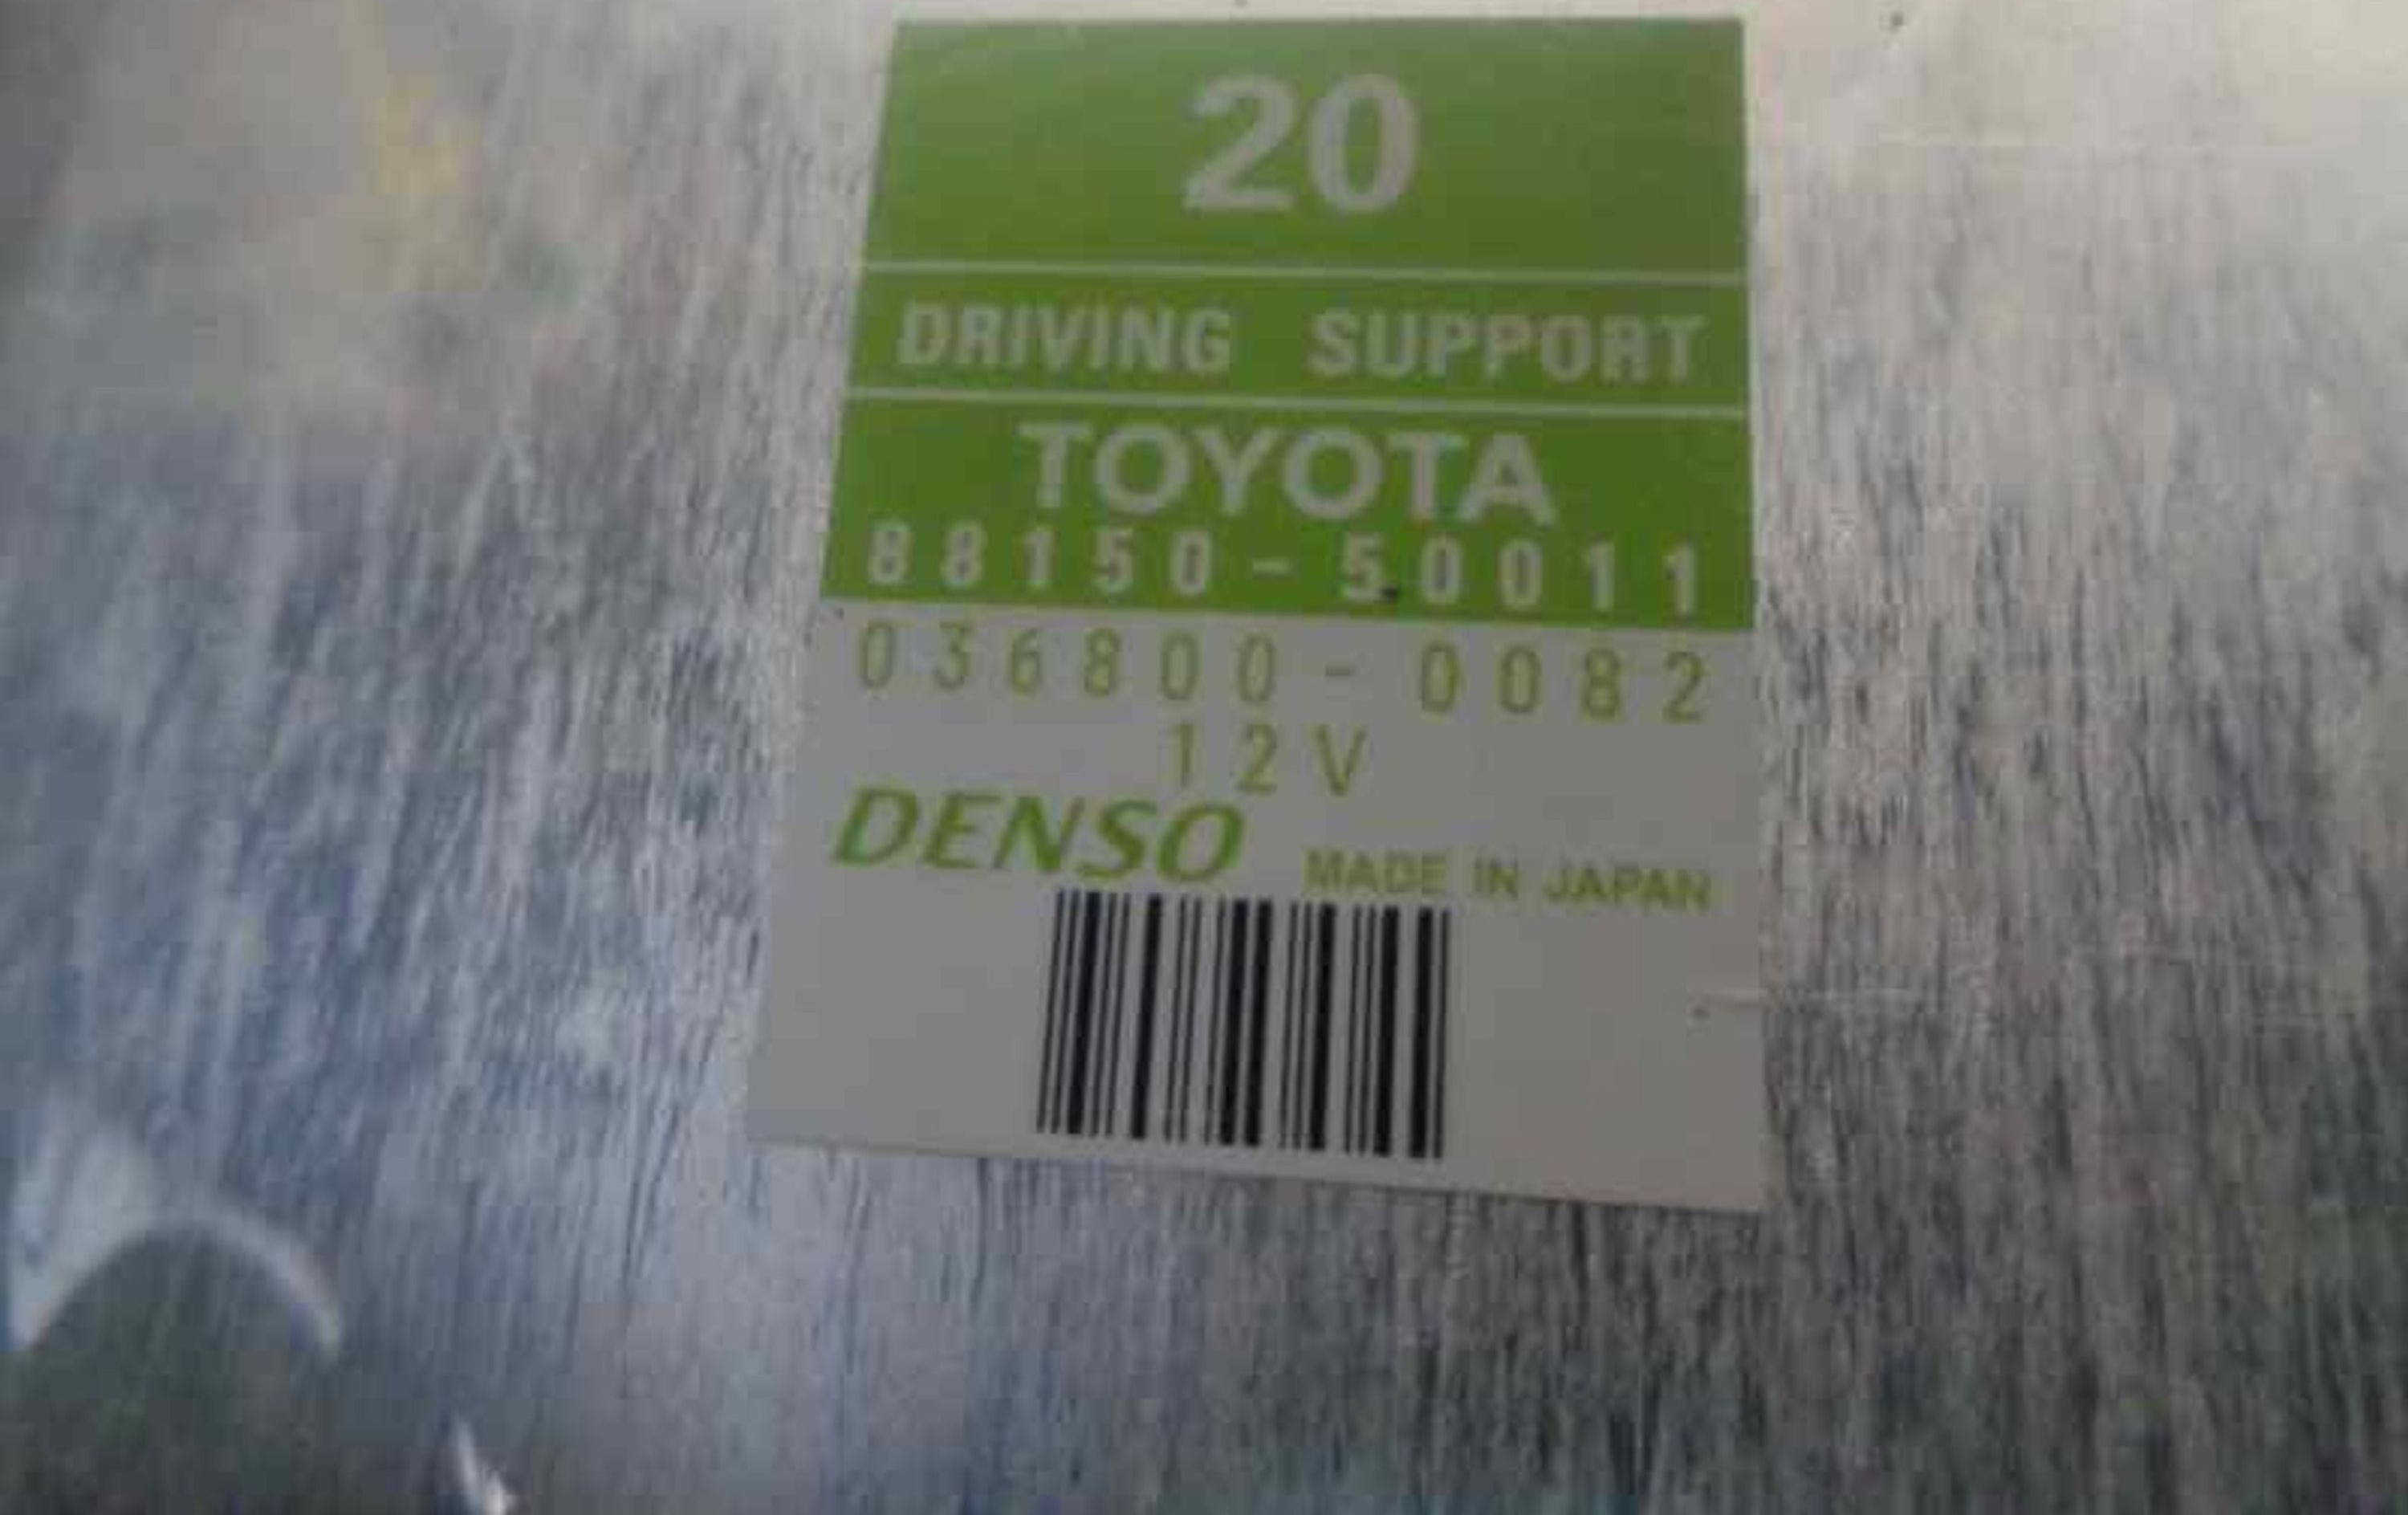 20
DRIVING SUPPORT
TOYOTA
88150-50011
036800-0082
12V
DENSO MADE IN JAPAN